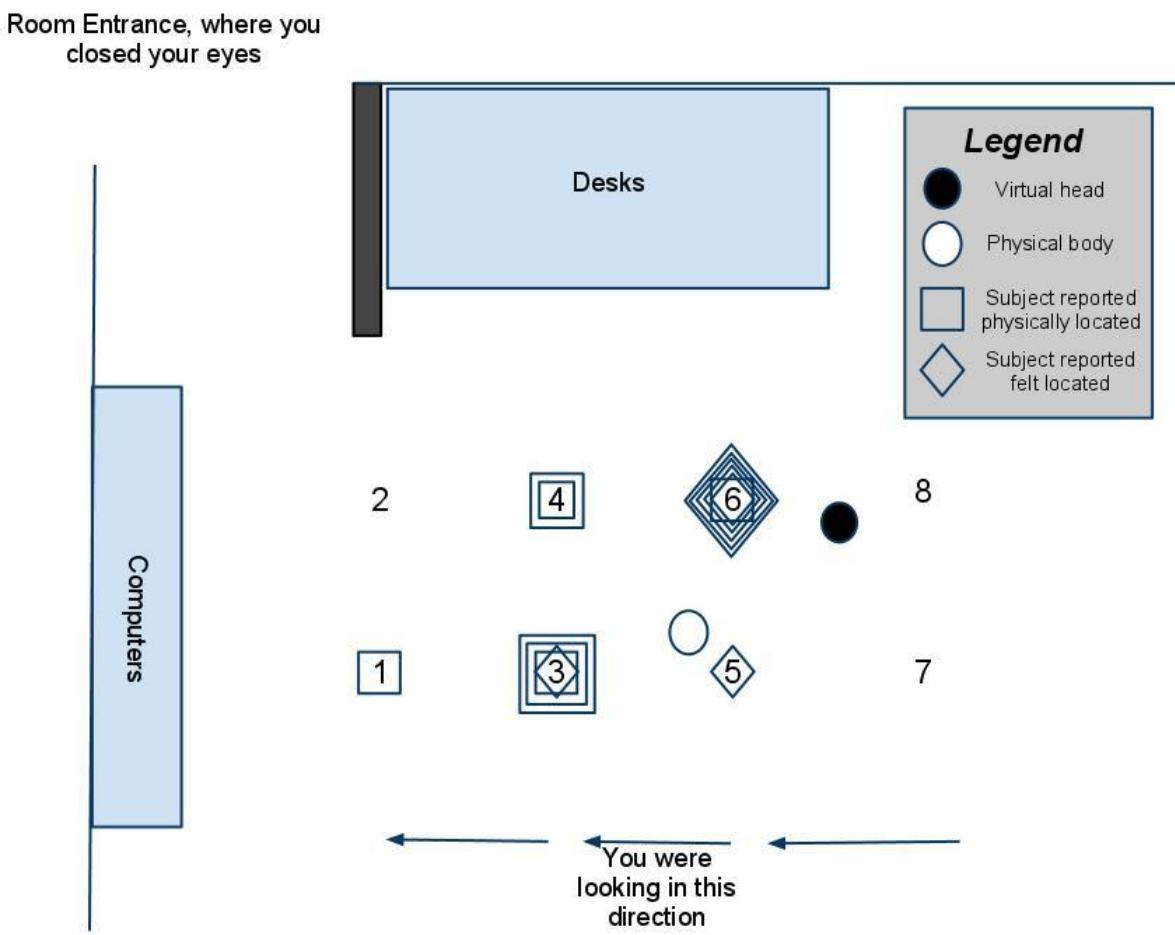 Room Entrance, where you
closed your eyes
Desks
Legend
Virtual head
Physical body
Subject reported
physically located
Subject reported
felt located
2
4
6
8
Computers
1
3
5
7
You were
looking in this
direction